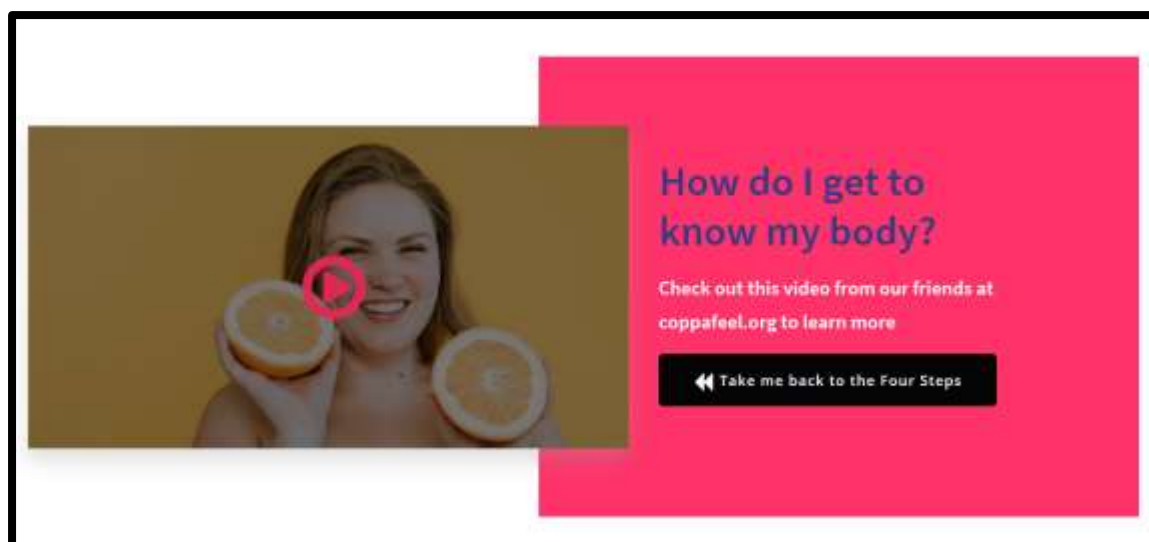 How do I get to
know my body?
Check out this video from our friends at
coppafeel.org to learn more
Take me back to the Four Steps